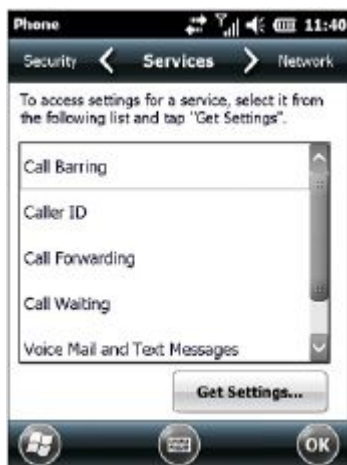 Phone 11:40
Security Services Network
To access settings for a service, select it from
the following list and tap "Get Settings".
Call Barring
Caller ID
Call Forwarding
Call Waiting
Voice Mail and Text Messages
Get Settings...
OK